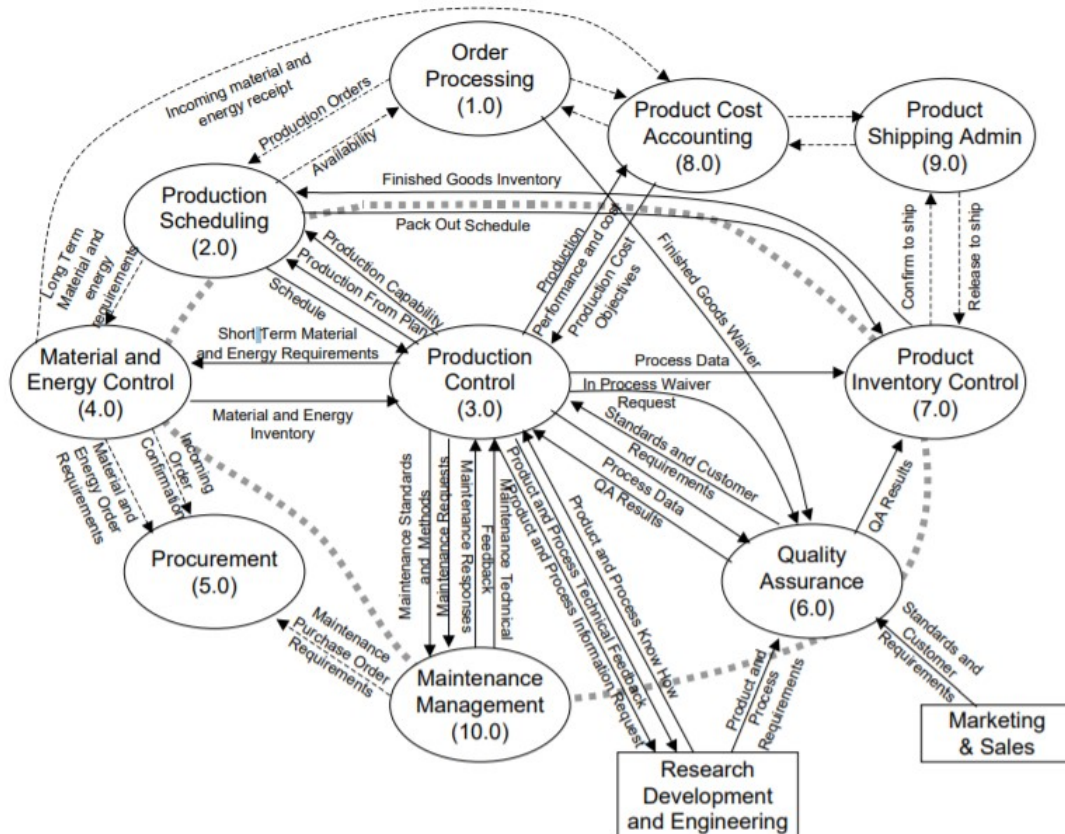 Order
Processing
(1.0)
Product Cost
Accounting
(8.0)
Product
Shipping Admin
(9.0)
Incoming material and
energy receipt
Production Orders
Availability
Production
Scheduling
(2.0)
Finished Goods Inventory
Pack Out Schedule
Production Capability
Production From Plan
Schedule
Production
Performance and cost
Production Cost
Objectives
Finished Goods Waiver
Confirm to ship
Release to ship
Long Term
Material and
energy
requirements
Short Term Material
and Energy Requirements
Material and
Energy Control
(4.0)
Production
Control
(3.0)
Process Data
In Process Waiver
Request
Product
Inventory Control
(7.0)
Material and Energy
Inventory
Standards and Customer
Requirements
Process Data
QA Results
QA Results
Incoming
Order
Confirmation
Material and
Energy Order
Requirements
Maintenance Standards
and Methods
Maintenance Requests
Maintenance Responses
Maintenance Technical
Feedback
Product and Process Know How
Product and Process Technical Feedback
Product and Process Information Request
Procurement
(5.0)
Quality
Assurance
(6.0)
Maintenance
Purchase Order
Requirements
Maintenance
Management
(10.0)
Product and
Process
Requirements
Standards and
Customer
Requirements
Marketing
& Sales
Research
Development
and Engineering